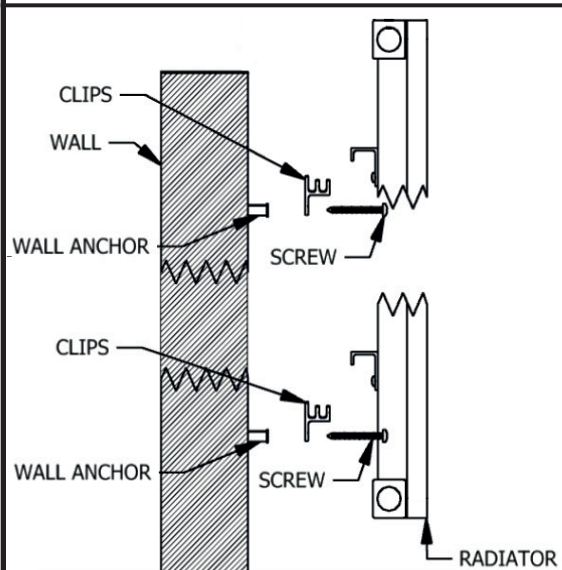 CLIPS
WALL
WALL ANCHOR
SCREW
CLIPS
WALL ANCHOR
SCREW
RADIATOR